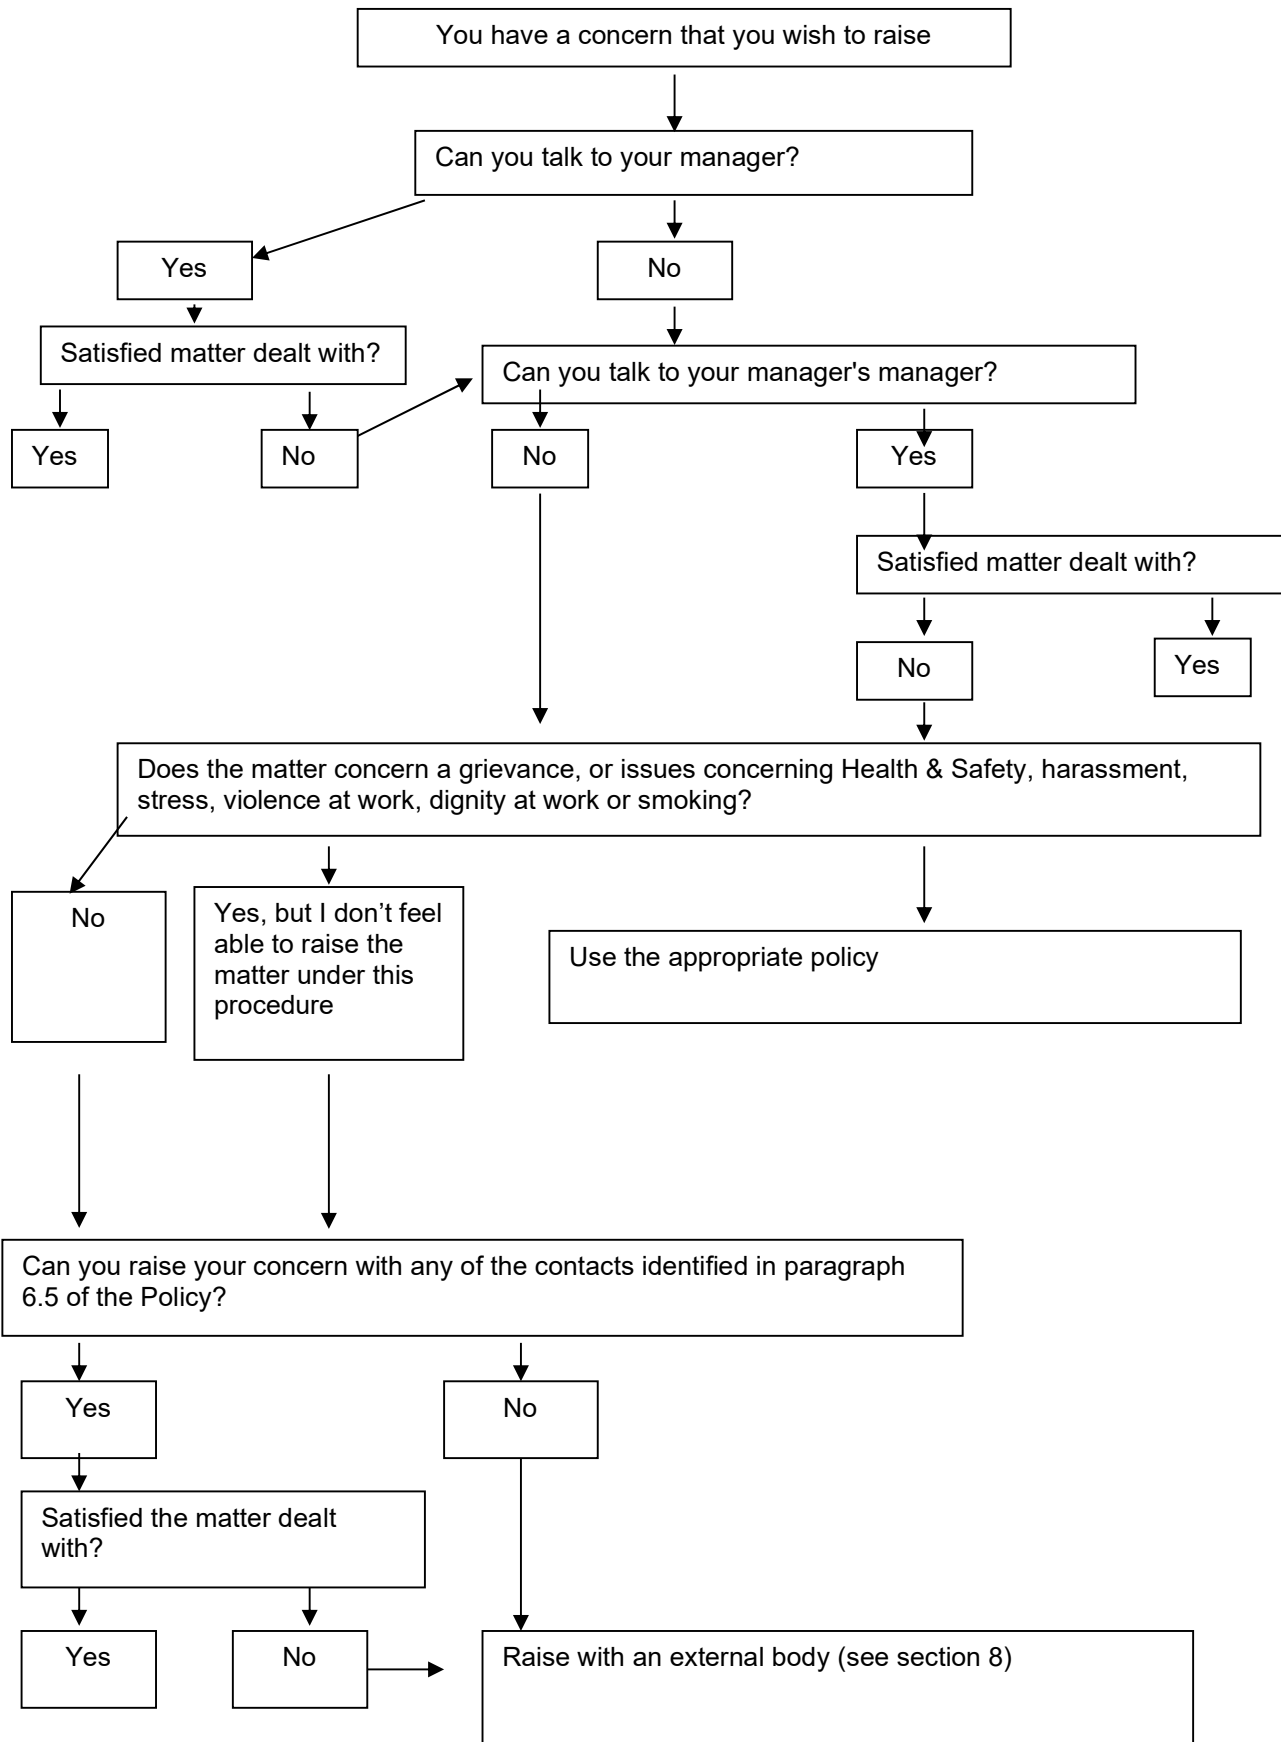 You have a concern that you wish to raise
Can you talk to your manager?
Yes
No
Satisfied matter dealt with?
Can you talk to your manager's manager?
Yes
No
No
Yes
Satisfied matter dealt with?
No
Yes
Does the matter concern a grievance, or issues concerning Health & Safety, harassment,
stress, violence at work, dignity at work or smoking?
No
Yes, but I don’t feel
able to raise the
matter under this
procedure
Use the appropriate policy
Can you raise your concern with any of the contacts identified in paragraph
6.5 of the Policy?
Yes
No
Satisfied the matter dealt
with?
Yes
No
Raise with an external body (see section 8)